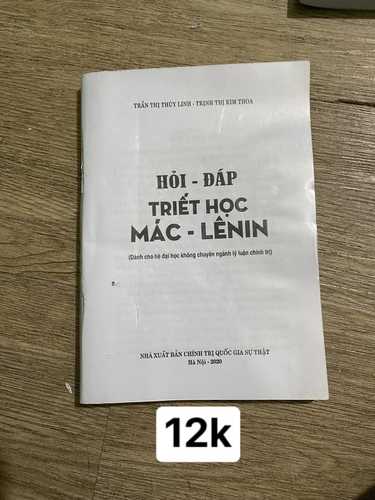 TRẦN THỊ THÙY LINH - TRỊNH THỊ KIM THOA
HỎI - ĐÁP
TRIẾT HỌC
MÁC - LÊNIN
(Dành cho hệ đại học không chuyên ngành lý luận chính trị)
NHÀ XUẤT BẢN CHÍNH TRỊ QUỐC GIA SỰ THẬT
Hà Nội - 2020
12k